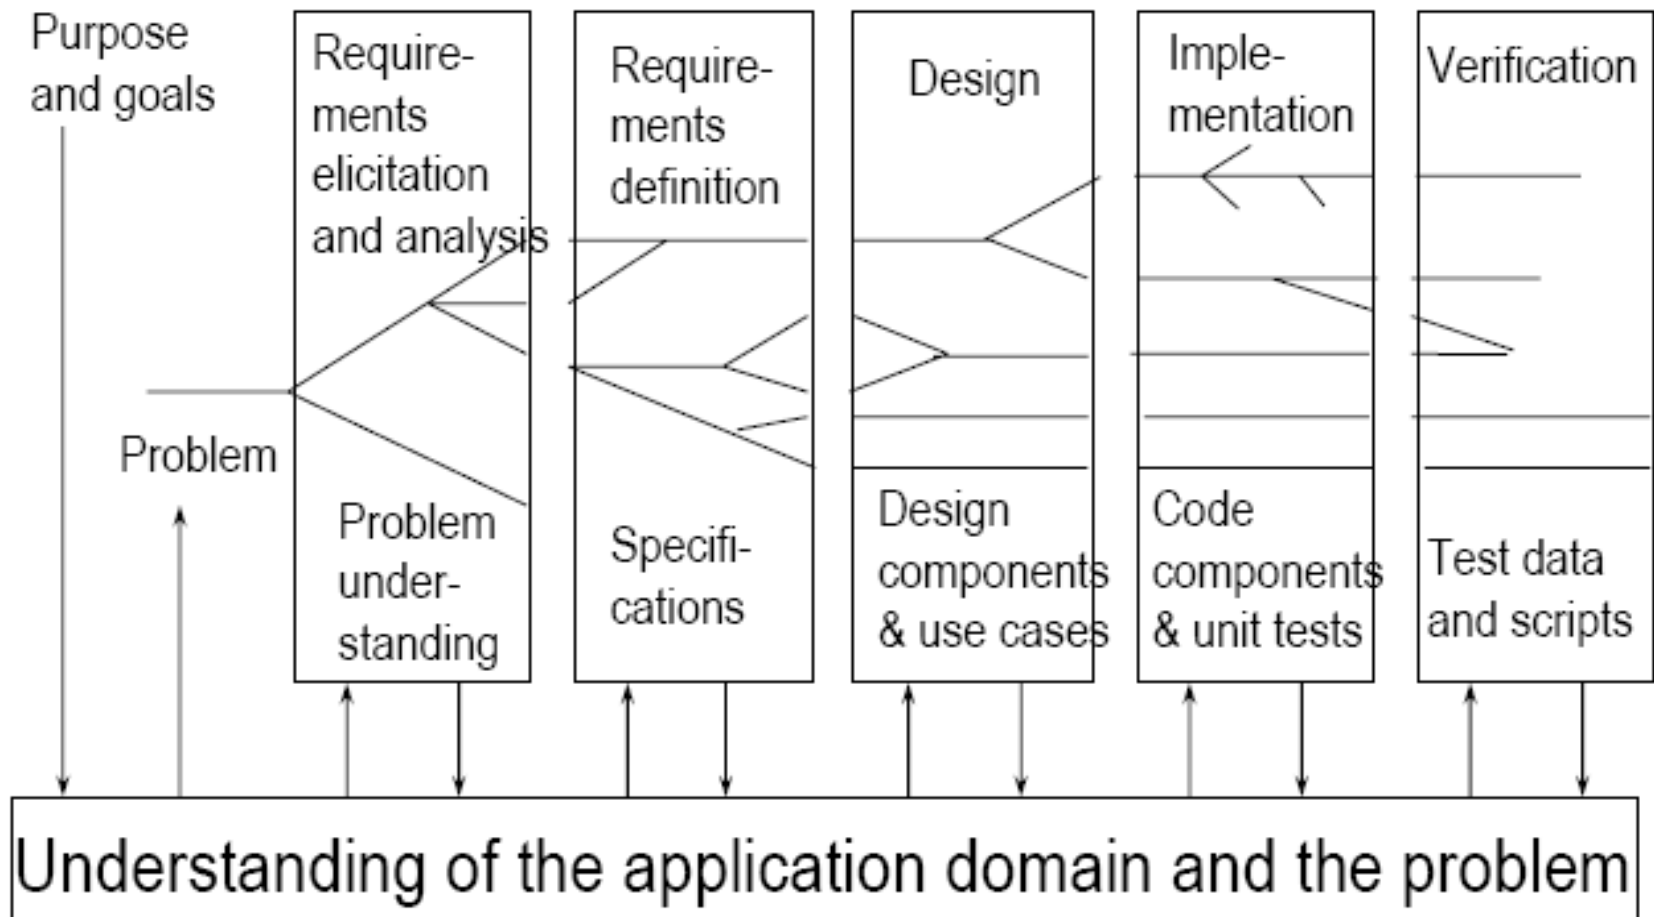 Purpose
and goals
Problem
Require-
ments
elicitation
and analysis
Problem
under-
standing
Require-
ments
definition
Specifi-
cations
Design
Design
components
& use cases
Imple-
mentation
Code
components
& unit tests
Verification
Test data
and scripts
Understanding of the application domain and the problem